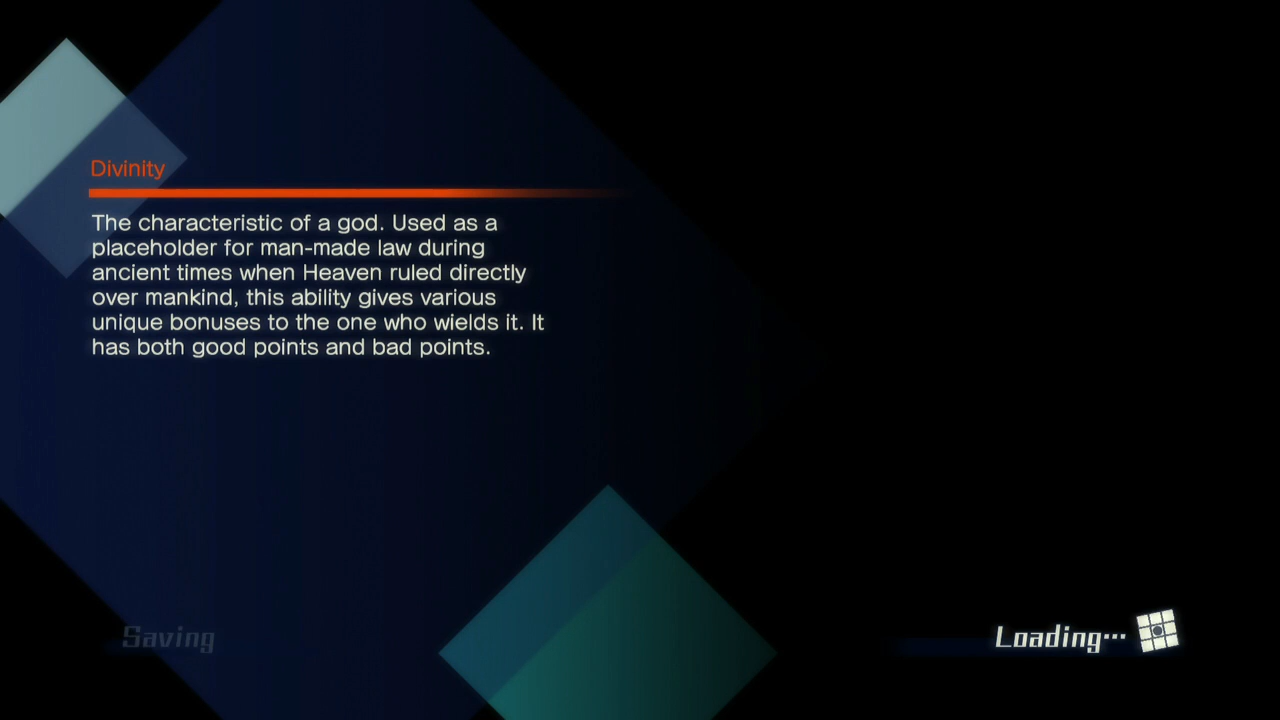 Divinity
The characteristic of a god. Used as a
placeholder for man-made law during
ancient times when Heaven ruled directly
over mankind, this ability gives various
unique bonuses to the one who wields it. It
has both good points and bad points.
Saving
Loading…